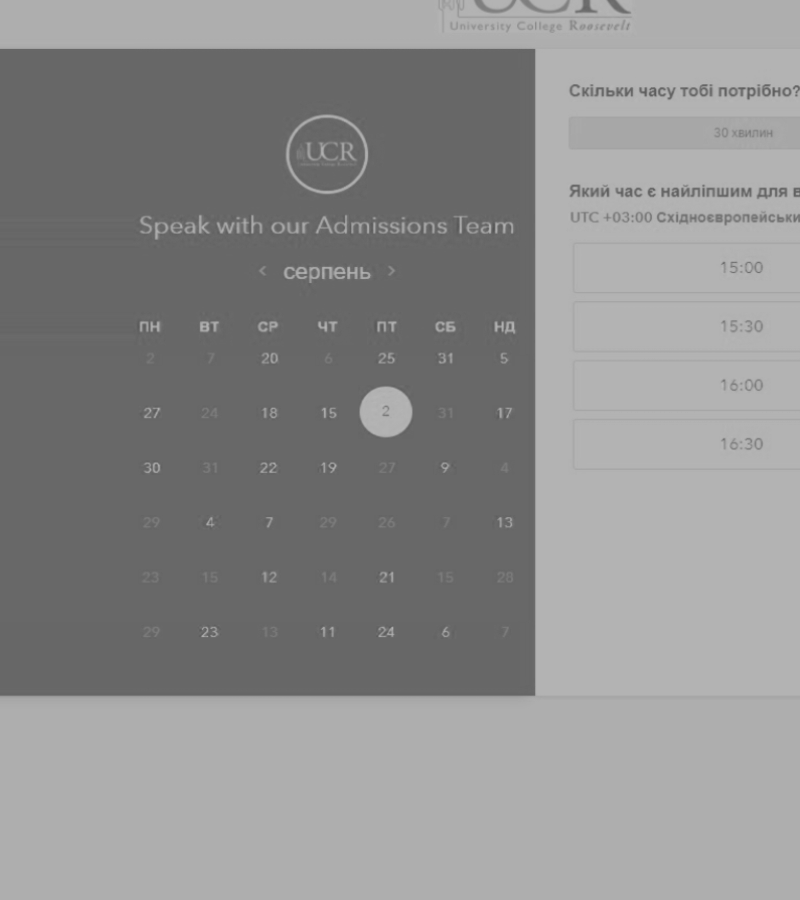 UCR
University College Roosevelt
UCR
Speak with our Admissions Team
< серпень >
ПН ВТ СР ЧТ ПТ СБ НД
2 7 20 6 25 31 5
27 24 18 15 2 31 17
30 31 22 19 27 9 4
29 4 7 29 26 7 13
23 15 12 14 21 15 28
29 23 13 11 24 6 7
Скільки часу тобі потрібно?
30 хвилин
Який час є найліпшим для в
UTC +03:00 Східноєвропейськи
15:00
15:30
16:00
16:30